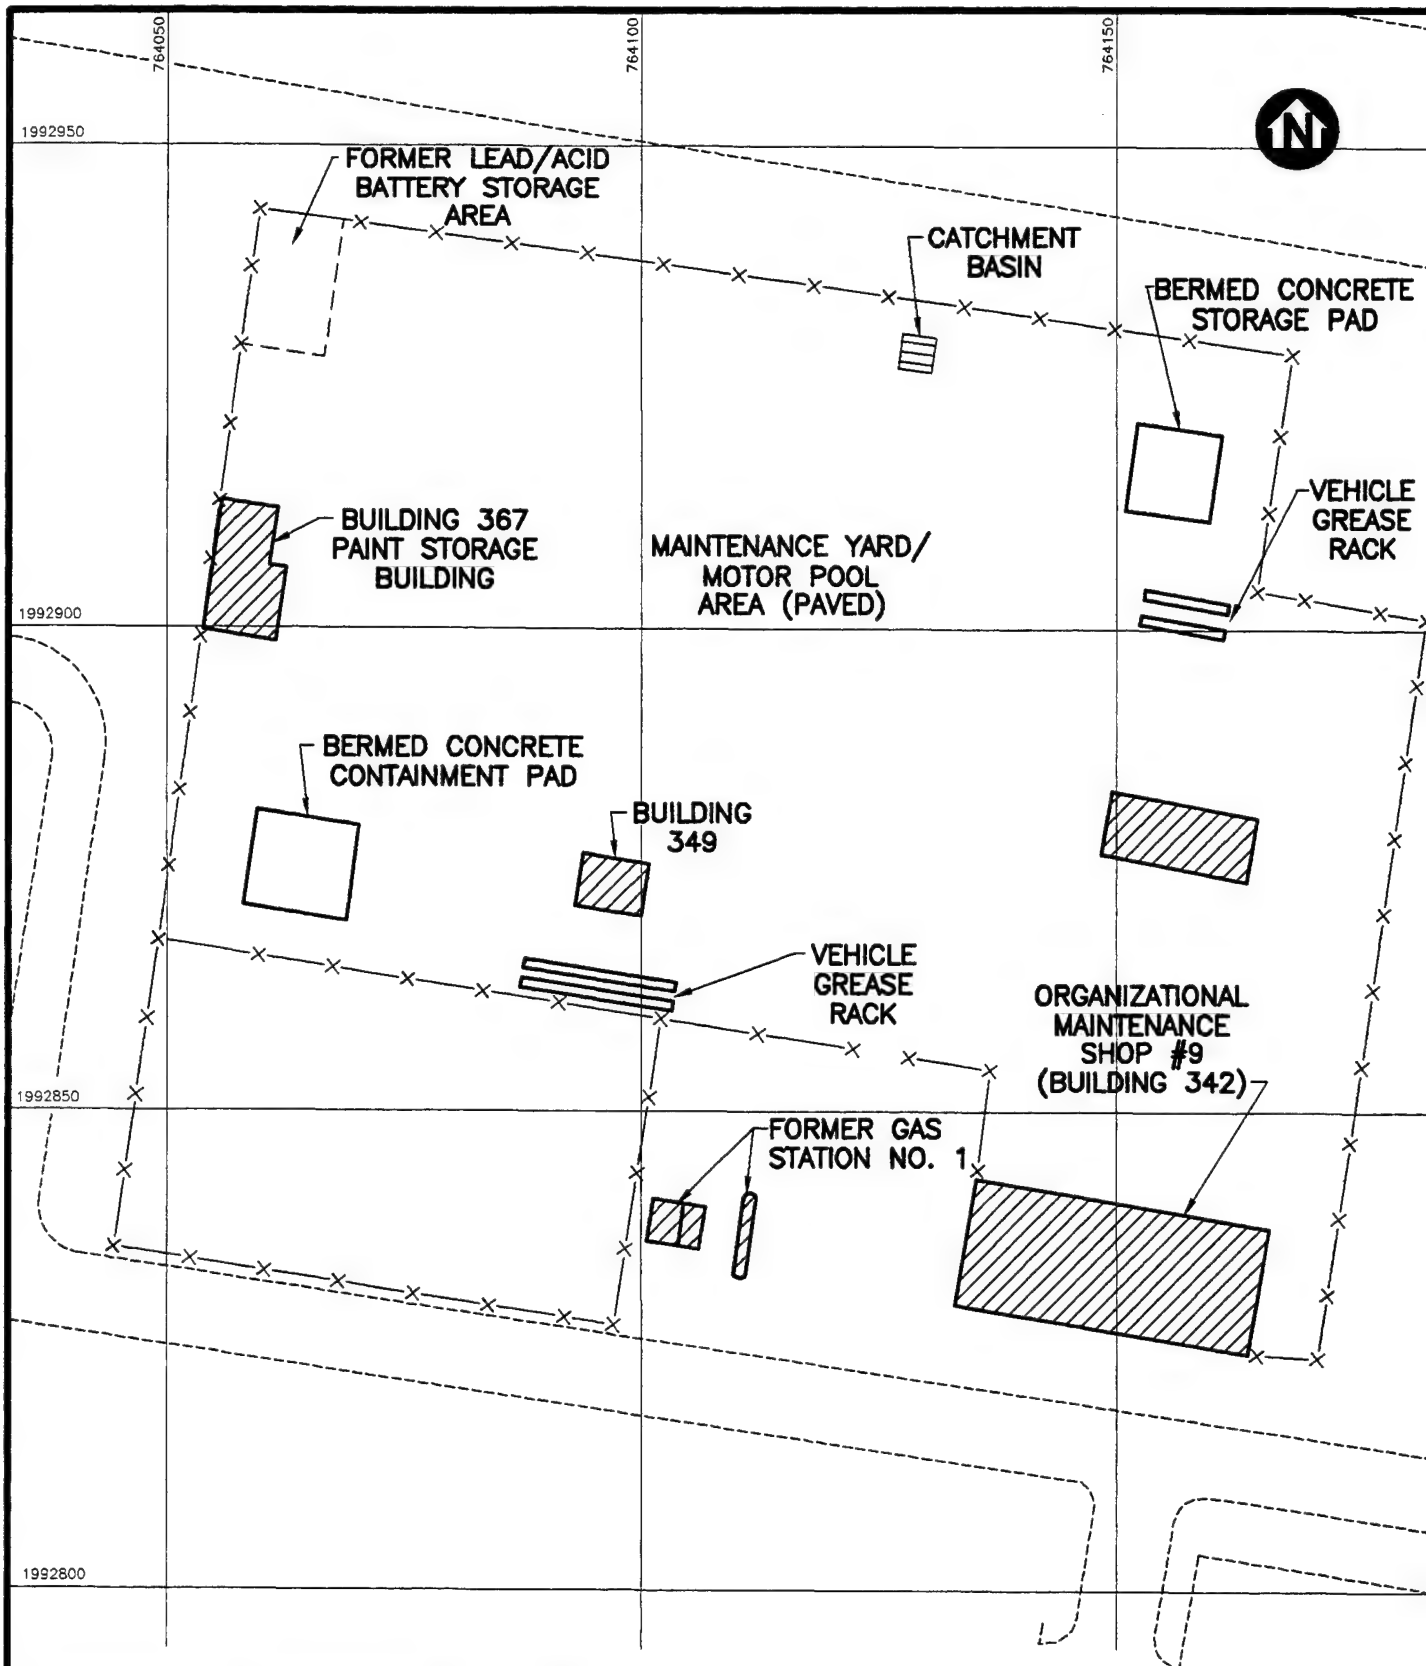 764050
764100
764150
1992950
N
FORMER LEAD/ACID
BATTERY STORAGE
AREA
CATCHMENT
BASIN
BERMED CONCRETE
STORAGE PAD
VEHICLE
GREASE
RACK
BUILDING 367
PAINT STORAGE
BUILDING
MAINTENANCE YARD/
MOTOR POOL
AREA (PAVED)
1992900
BERMED CONCRETE
CONTAINMENT PAD
BUILDING
349
VEHICLE
GREASE
RACK
ORGANIZATIONAL
MAINTENANCE
SHOP #9
(BUILDING 342)
1992850
FORMER GAS
STATION NO. 1
1992800